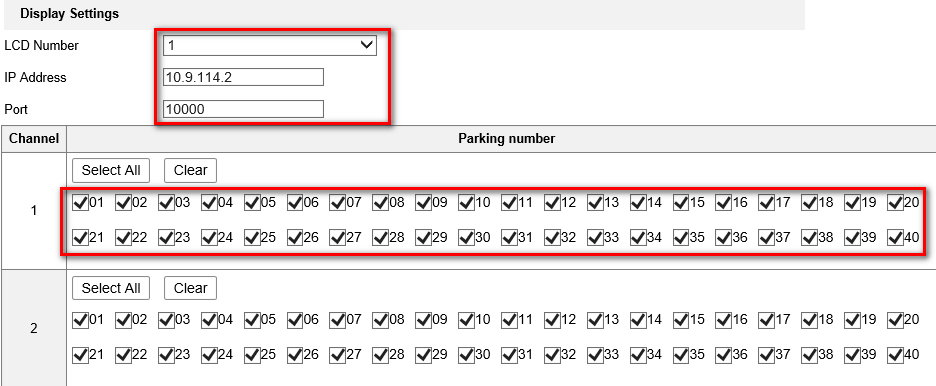 Display Settings
LCD Number 1
IP Address 10.9.114.2
Port 10000
Channel Parking number
Select All Clear
1
01 02 03 04 05 06 07 08 09 10 11 12 13 14 15 16 17 18 19 20
21 22 23 24 25 26 27 28 29 30 31 32 33 34 35 36 37 38 39 40
Select All Clear
2
01 02 03 04 05 06 07 08 09 10 11 12 13 14 15 16 17 18 19 20
21 22 23 24 25 26 27 28 29 30 31 32 33 34 35 36 37 38 39 40